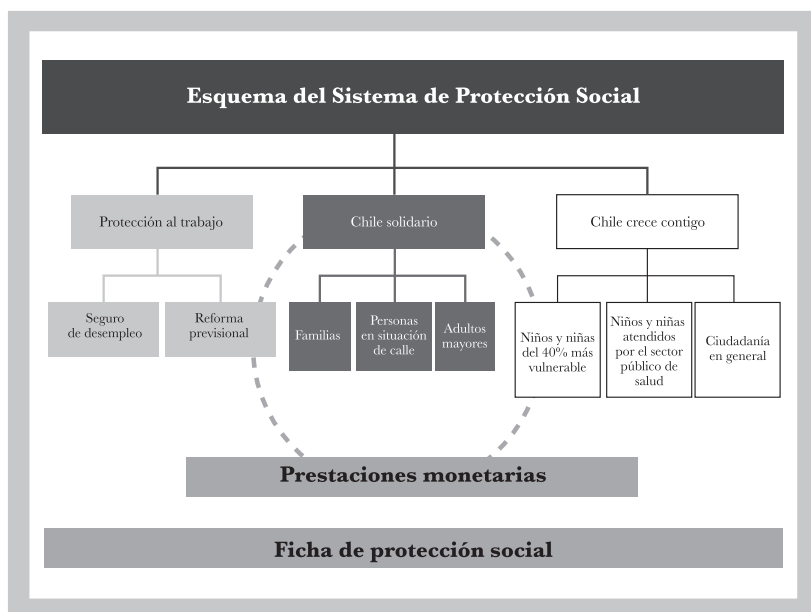 Esquema del Sistema de Protección Social
Protección al trabajo
Chile solidario
Chile crece contigo
Seguro
de desempleo
Reforma
previsional
Familias
Personas
en situación
de calle
Adultos
mayores
Niños y niñas
del 40% más
vulnerable
Niños y niñas
atendidos
por el sector
público de
salud
Ciudadanía
en general
Prestaciones monetarias
Ficha de protección social